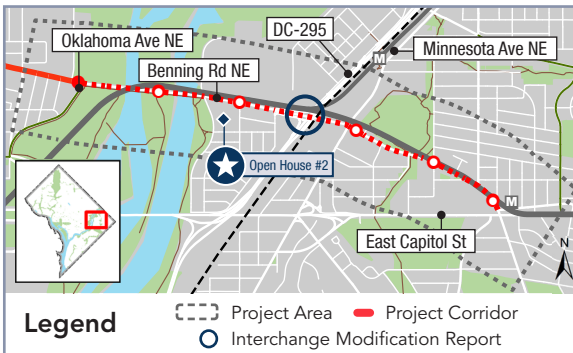 DC-295
Oklahoma Ave NE
M
Minnesota Ave NE
Benning Rd NE
Open House #2
M
East Capitol St
N
Legend
Project Area
Project Corridor
Interchange Modification Report